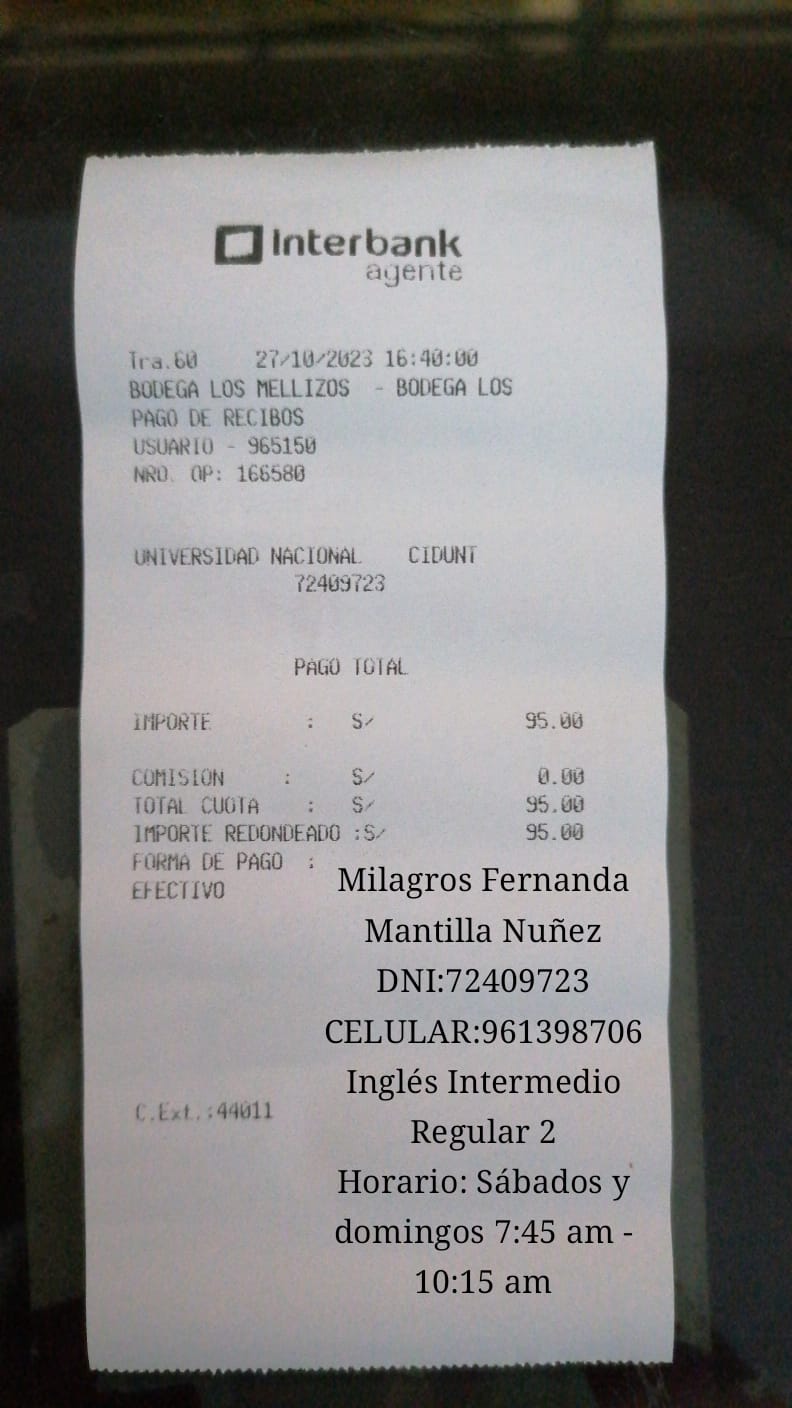 Interbank
agente
Tra.60 27/10/2023 16:40:00
BODEGA LOS MELLIZOS - BODEGA LOS
PAGO DE RECIBOS
USUARIO - 965150
NRO. OP: 166580
UNIVERSIDAD NACIONAL CIDUNT
72409723
PAGO TOTAL
IMPORTE : S/ 95.00
COMISION : S/ 0.00
TOTAL CUOTA : S/ 95.00
IMPORTE REDONDEADO :S/ 95.00
FORMA DE PAGO :
EFECTIVO
Milagros Fernanda
Mantilla Nuñez
DNI:72409723
CELULAR:961398706
Inglés Intermedio
Regular 2
Horario: Sábados y
domingos 7:45 am -
10:15 am
C.Ext.:44011